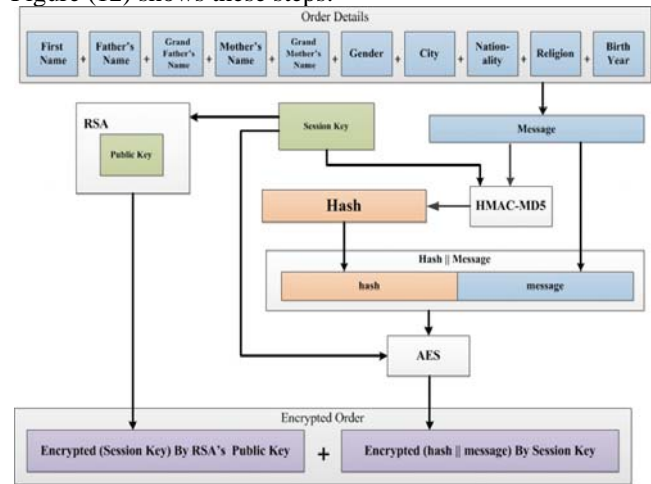 Figure (12) shows these steps.
Order Details
First
Name
+
Father's
Name
+
Grand
Father's
Name
+
Mother's
Name
+
Grand
Mother's
Name
+
Gender
+
City
+
Nation-
ality
+
Religion
+
Birth
Year
RSA
Public Key
Session Key
Message
Hash
HMAC-MD5
Hash || Message
hash
message
AES
Encrypted Order
Encrypted (Session Key) By RSA's Public Key
+
Encrypted (hash || message) By Session Key